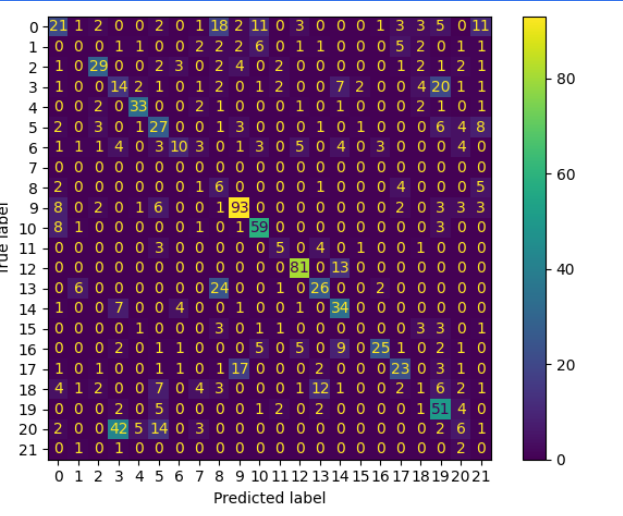 0 21 1 2 0 0 2 0 1 18 2 11 0 3 0 0 0 1 3 3 5 0 11
1 0 0 0 1 1 0 0 2 2 2 6 0 1 1 0 0 0 5 2 0 1 1
2 1 0 29 0 0 2 3 0 2 4 0 2 0 0 0 0 0 1 2 1 2 1
3 1 0 0 14 2 1 0 1 2 0 1 2 0 0 7 2 0 0 4 20 1 1
4 0 0 2 0 33 0 0 2 1 0 0 0 1 0 1 0 0 0 2 1 0 1
5 2 0 3 0 1 27 0 0 1 3 0 0 0 1 0 1 0 0 0 6 4 8
6 1 1 1 4 0 3 10 3 0 1 3 0 5 0 4 0 3 0 0 0 4 0
7 0 0 0 0 0 0 0 0 0 0 0 0 0 0 0 0 0 0 0 0 0 0
8 2 0 0 0 0 0 0 1 6 0 0 0 0 1 0 0 0 4 0 0 0 5
9 8 0 2 0 1 6 0 0 1 93 0 0 0 0 0 0 0 2 0 3 3 3
10 8 1 0 0 0 0 0 1 0 1 59 0 0 0 0 0 0 0 0 3 0 0
11 0 0 0 0 0 3 0 0 0 0 0 5 0 4 0 1 0 0 1 0 0 0
12 0 0 0 0 0 0 0 0 0 0 0 0 81 0 13 0 0 0 0 0 0 0
13 0 6 0 0 0 0 0 0 24 0 0 1 0 26 0 0 2 0 0 0 0 0
14 1 0 0 7 0 0 4 0 0 1 0 0 1 0 34 0 0 0 0 0 0 0
15 0 0 0 0 1 0 0 0 3 0 1 1 0 0 0 0 0 0 3 3 0 1
16 0 0 0 2 0 1 1 0 0 0 5 0 5 0 9 0 25 1 0 2 1 0
17 1 0 1 0 0 1 1 0 1 17 0 0 0 2 0 0 0 23 0 3 1 0
18 4 1 2 0 0 7 0 4 3 0 0 0 1 12 1 0 0 2 1 6 2 1
19 0 0 0 2 0 5 0 0 0 0 1 2 0 2 0 0 0 0 1 51 4 0
20 2 0 0 42 5 14 0 3 0 0 0 0 0 0 0 0 0 0 0 2 6 1
21 0 1 0 1 0 0 0 0 0 0 0 0 0 0 0 0 0 0 0 0 2 0
0 1 2 3 4 5 6 7 8 9 10 11 12 13 14 15 16 17 18 19 20 21
Predicted label
80
60
40
20
0